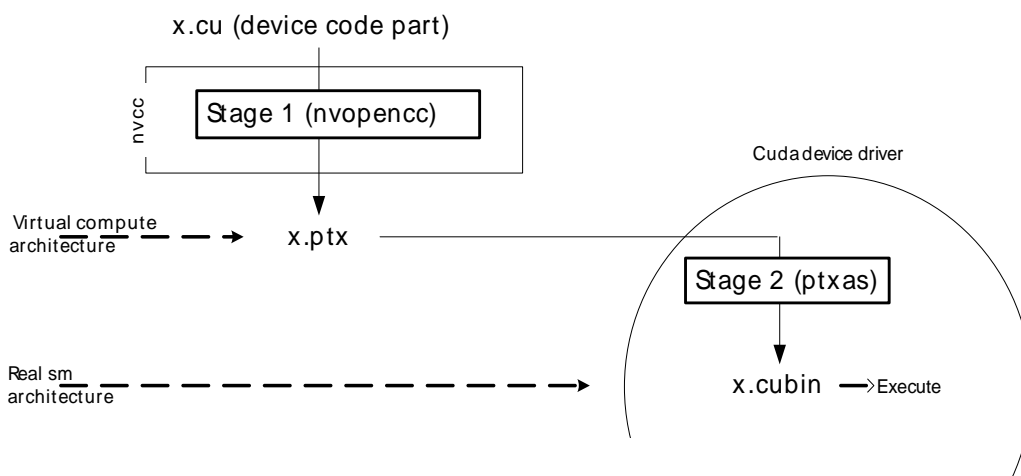 x.cu (device code part)
nvcc
Stage 1 (nvopencc)
Cuda device driver
Virtual compute
architecture
x.ptx
Stage 2 (ptxas)
Real sm
architecture
x.cubin
Execute